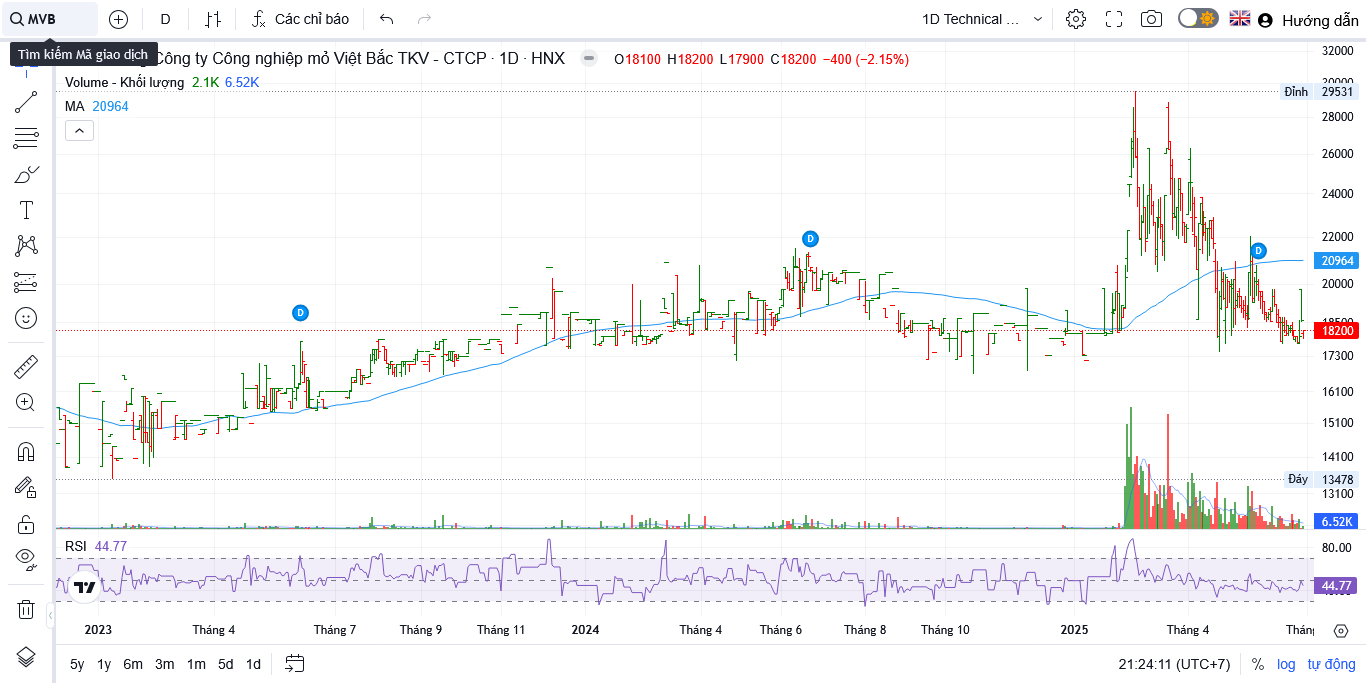 MVB D Các chỉ báo 1D Technical ... Hướng dẫn
Tìm kiếm Mã giao dịch
Công ty Công nghiệp mỏ Việt Bắc TKV - CTCP · 1D · HNX O18100 H18200 L17900 C18200 −400 (−2.15%)
Volume - Khối lượng 2.1K 6.52K
MA 20964
32000
Đỉnh 29531
28000
26000
24000
D
22000
D
20964
20000
D
18200
17300
16100
15100
14100
Đáy 13478
13100
6.52K
RSI 44.77
80.00
44.77
2023 Tháng 4 Tháng 7 Tháng 9 Tháng 11 2024 Tháng 4 Tháng 6 Tháng 8 Tháng 10 2025 Tháng 4
5y 1y 6m 3m 1m 5d 1d 21:24:11 (UTC+7) % log tự động